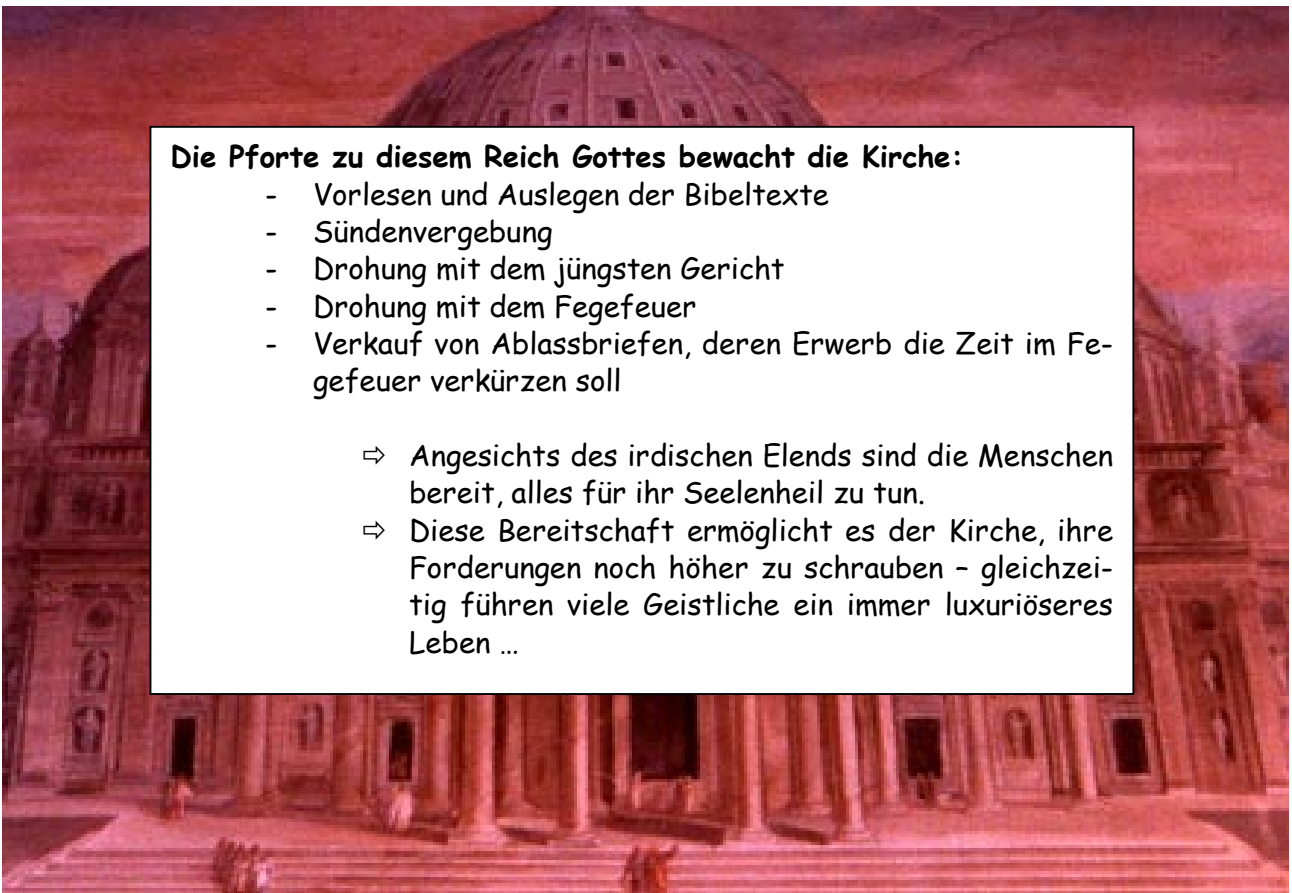 Die Pforte zu diesem Reich Gottes bewacht die Kirche:
- Vorlesen und Auslegen der Bibeltexte
- Sündenvergebung
- Drohung mit dem jüngsten Gericht
- Drohung mit dem Fegefeuer
- Verkauf von Ablassbriefen, deren Erwerb die Zeit im Fe-
gefeuer verkürzen soll
⇨ Angesichts des irdischen Elends sind die Menschen
bereit, alles für ihr Seelenheil zu tun.
⇨ Diese Bereitschaft ermöglicht es der Kirche, ihre
Forderungen noch höher zu schrauben – gleichzei-
tig führen viele Geistliche ein immer luxuriöseres
Leben …